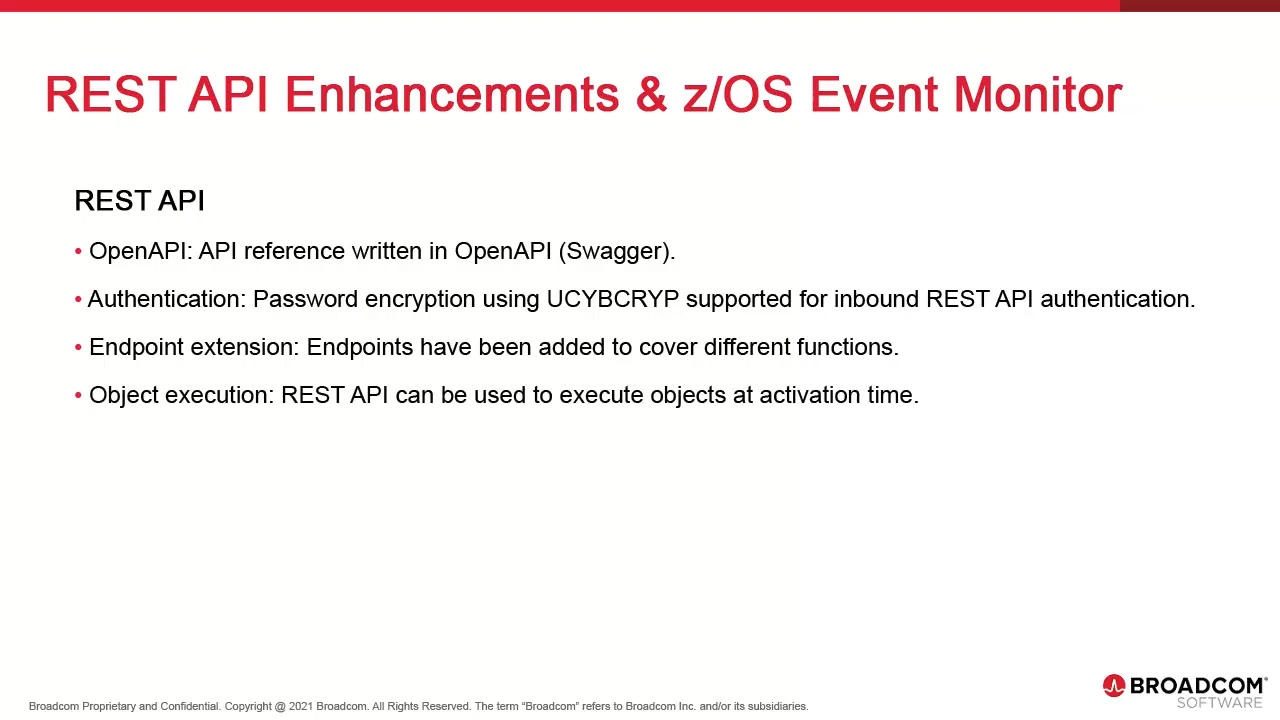 REST API Enhancements & z/OS Event Monitor
REST API
• OpenAPI: API reference written in OpenAPI (Swagger).
• Authentication: Password encryption using UCYBCRYP supported for inbound REST API authentication.
• Endpoint extension: Endpoints have been added to cover different functions.
• Object execution: REST API can be used to execute objects at activation time.
BROADCOM®
SOFTWARE
Broadcom Proprietary and Confidential. Copyright @ 2021 Broadcom. All Rights Reserved. The term “Broadcom” refers to Broadcom Inc. and/or its subsidiaries.